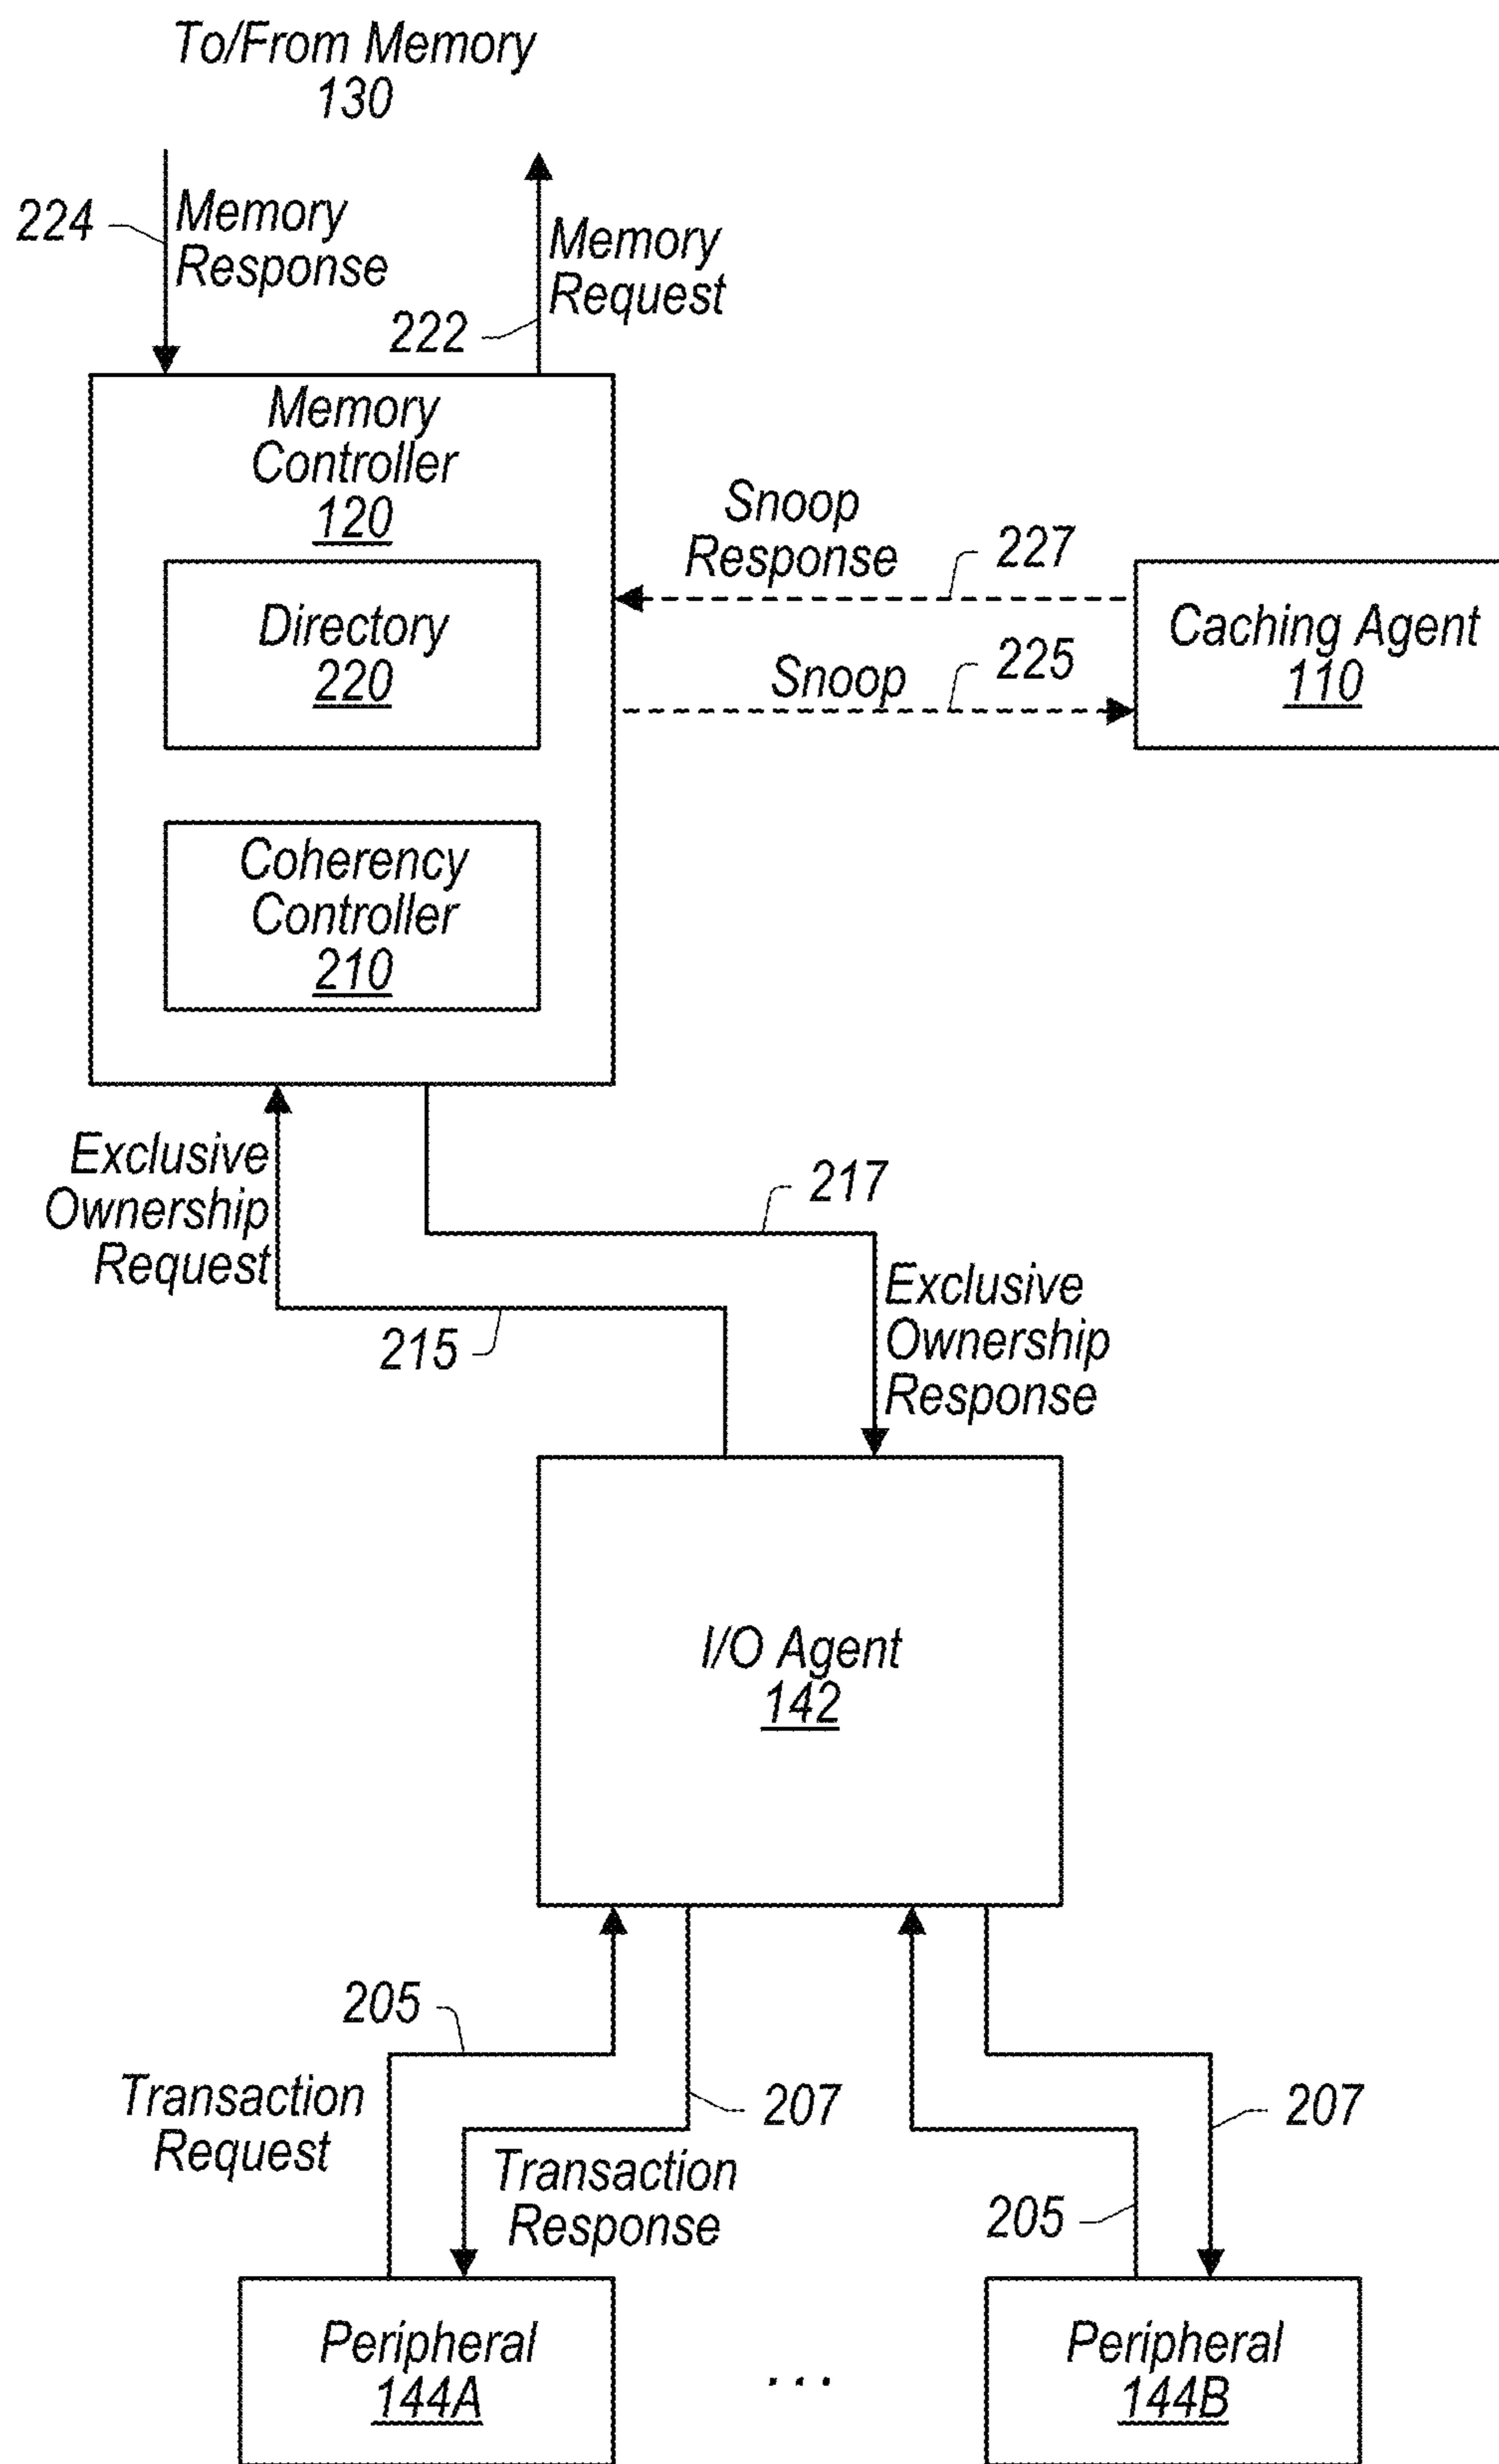 To/From Memory
130
224
Memory
Response
Memory
Request
222
Memory
Controller
120
Directory
220
Coherency
Controller
210
Snoop
Response
227
Snoop
225
Caching Agent
110
Exclusive
Ownership
Request
217
215
Exclusive
Ownership
Response
I/O Agent
142
205
Transaction
Request
207
Transaction
Response
207
205
Peripheral
144A
...
Peripheral
144B